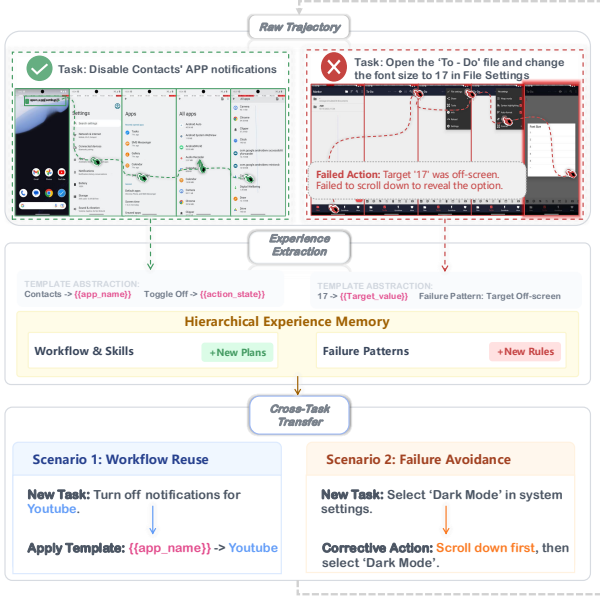 Raw Trajectory
Task: Disable Contacts' APP notifications
Task: Open the ‘To - Do’ file and change
the font size to 17 in File Settings
Settings
Apps
All apps
Failed Action: Target '17' was off-screen.
Failed to scroll down to reveal the option.
Experience
Extraction
TEMPLATE ABSTRACTION:
Contacts -> {{app_name}} Toggle Off -> {{action_state}}
TEMPLATE ABSTRACTION:
17 -> {{Target_value}} Failure Pattern: Target Off-screen
Hierarchical Experience Memory
Workflow & Skills
+New Plans
Failure Patterns
+New Rules
Cross-Task
Transfer
Scenario 1: Workflow Reuse
New Task: Turn off notifications for
Youtube.
Apply Template: {{app_name}} -> Youtube
Scenario 2: Failure Avoidance
New Task: Select ‘Dark Mode’ in system
settings.
Corrective Action: Scroll down first, then
select ‘Dark Mode’.